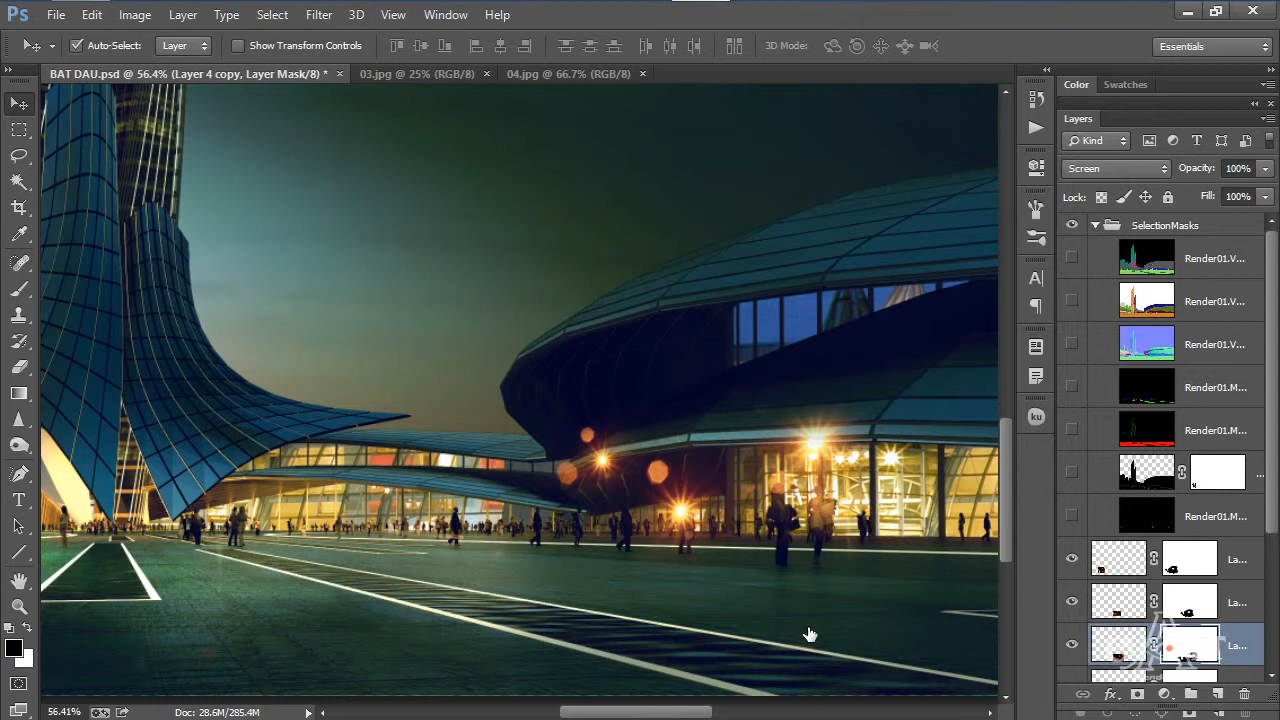 Ps File Edit Image Layer Type Select Filter 3D View Window Help
Auto-Select: Layer Show Transform Controls 3D Mode: Essentials
BAT DAU.psd @ 56.4% (Layer 4 copy, Layer Mask/8) * × 03.jpg @ 25% (RGB/8) × 04.jpg @ 66.7% (RGB/8) ×
Color Swatches
Layers
Kind
Screen Opacity: 100%
Lock: Fill: 100%
SelectionMasks
Render01.V...
Render01.V...
Render01.V...
Render01.M...
Render01.M...
...
Render01.M...
La...
La...
La...
ku
56.41% Doc: 28.6M/285.4M